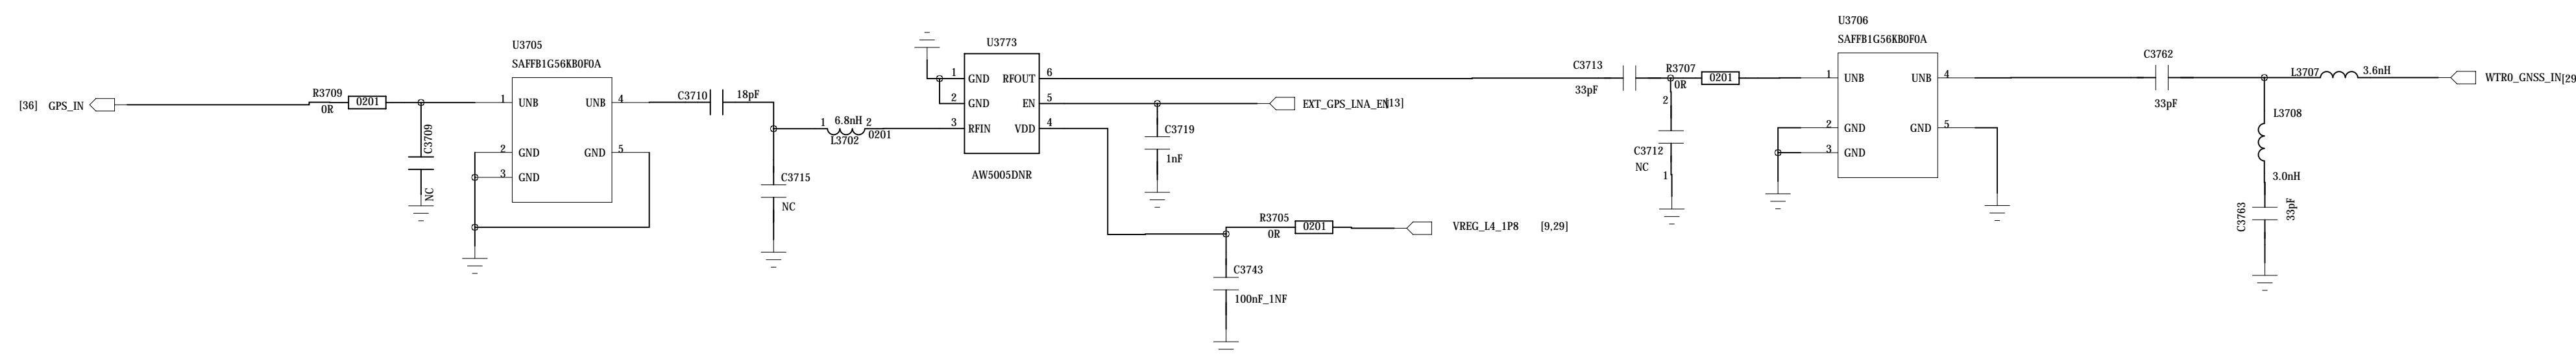 U3705
SAFFB1G56KB0F0A
[36] GPS_IN
R3709
0R
0201
C3709
NC
1 UNB
UNB 4
2 GND
GND 5
3 GND
C3710
18pF
C3715
NC
1 6.8nH 2
L3702
0201
U3773
1 GND RFOUT 6
2 GND EN 5
3 RFIN VDD 4
AW5005DNR
EXT_GPS_LNA_EN[13]
C3719
1nF
R3705
0R
0201
VREG_L4_1P8 [9,29]
C3743
100nF_1NF
C3713
33pF
R3707
0R
0201
2
C3712
NC
1
U3706
SAFFB1G56KB0F0A
1 UNB
UNB 4
2 GND
GND 5
3 GND
C3762
33pF
L3707
3.6nH
WTR0_GNSS_IN[29
L3708
3.0nH
C3763
33pF